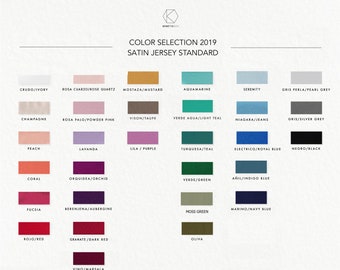 COLOR SELECTION 2019
SATIN JERSEY STANDARD
CRUDO/IVORY
ROSA CUARZO/ROSE QUARTZ
MOSTAZA/MUSTARD
AQUAMARINE
SERENITY
GRIS PERLA/PEARL GREY
CHAMPAGNE
ROSA PALO/POWDER PINK
VISON/TAUPE
VERDE AGUA/LIGHT TEAL
NIAGARA/JEANS
GRIS/SILVER GREY
PEACH
LAVANDA
LILA / PURPLE
TURQUESA/TEAL
ELECTRICO/ROYAL BLUE
NEGRO/BLACK
CORAL
ORQUIDEA/ORCHID
VERDE/GREEN
AÑIL/INDIGO BLUE
FUCSIA
BERENJENA/AUBERGINE
MOSS GREEN
MARINO/NAVY BLUE
ROJO/RED
GRANATE/DARK RED
OLIVA
VINO/MARSALA